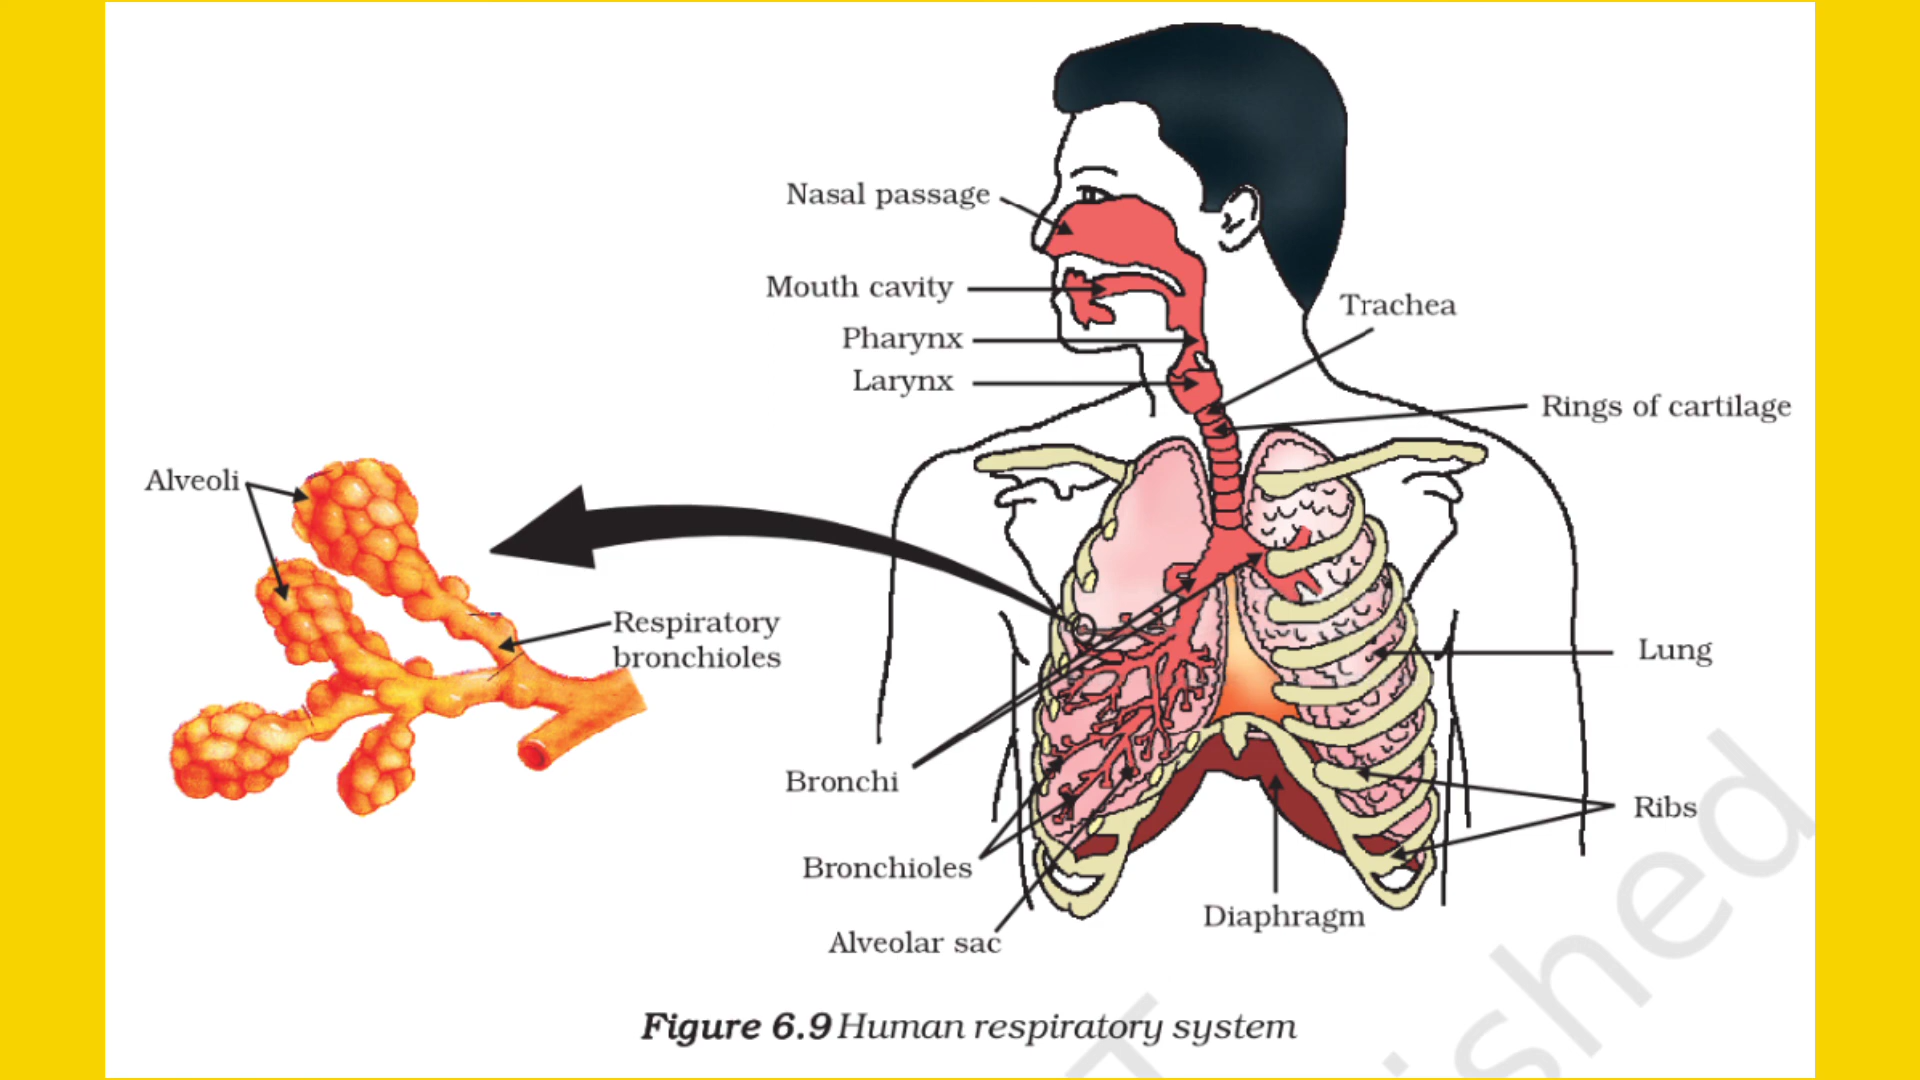 Nasal passage
Mouth cavity
Pharynx
Larynx
Trachea
Rings of cartilage
Alveoli
Respiratory
bronchioles
Lung
Bronchi
Ribs
Bronchioles
Diaphragm
Alveolar sac
Figure 6.9 Human respiratory system